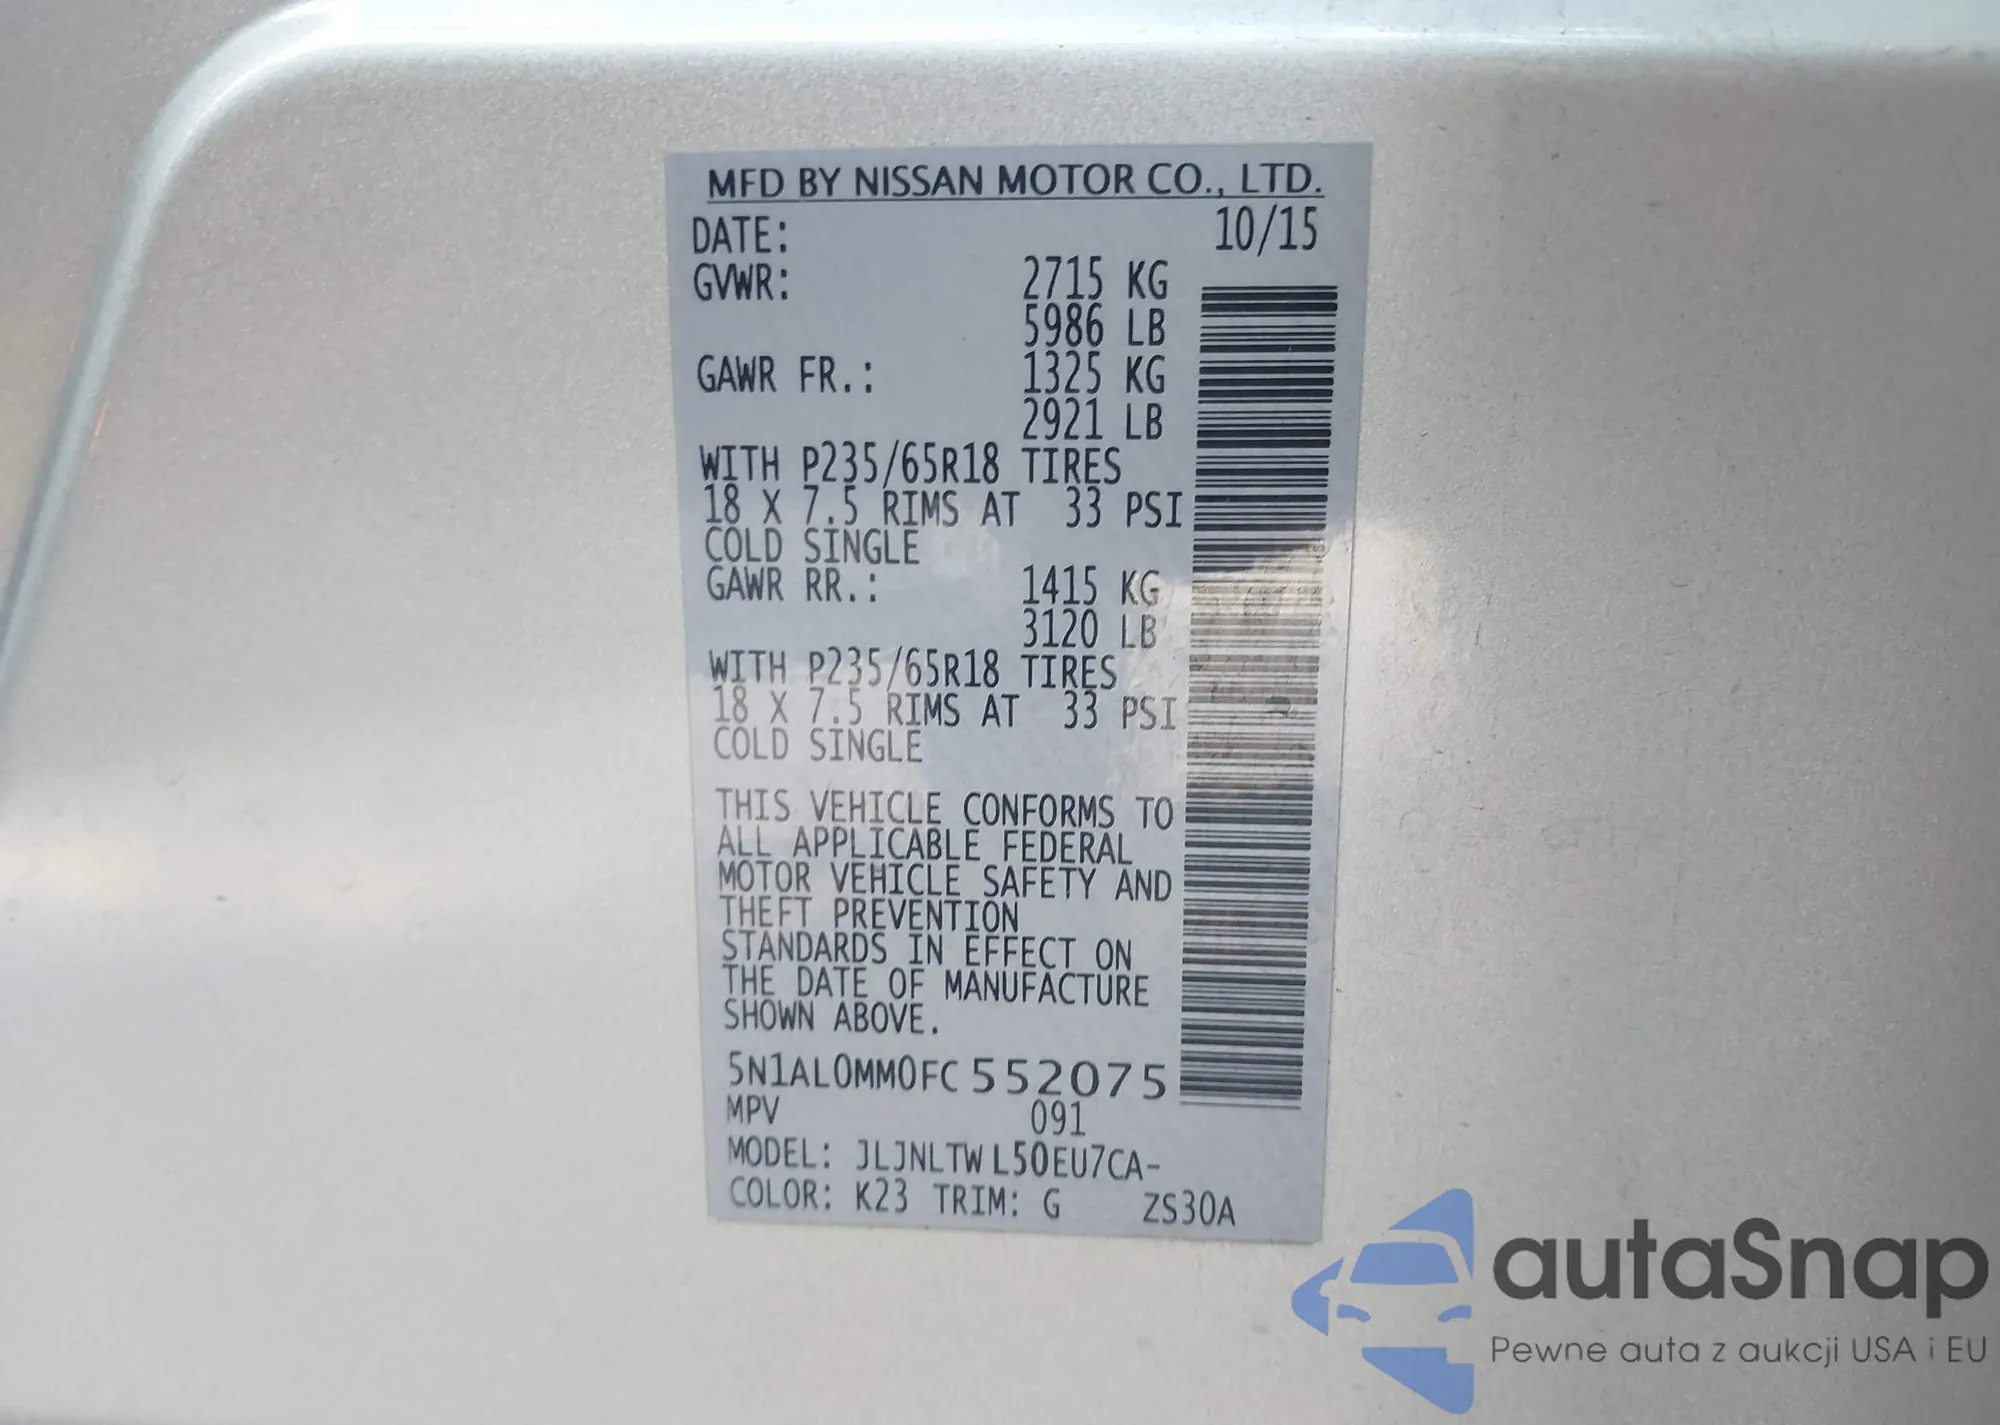 MFD BY NISSAN MOTOR CO., LTD.
DATE: 10/15
GVWR: 2715 KG
5986 LB
GAWR FR.: 1325 KG
2921 LB
WITH P235/65R18 TIRES
18 X 7.5 RIMS AT 33 PSI
COLD SINGLE
GAWR RR.: 1415 KG
3120 LB
WITH P235/65R18 TIRES
18 X 7.5 RIMS AT 33 PSI
COLD SINGLE
THIS VEHICLE CONFORMS TO
ALL APPLICABLE FEDERAL
MOTOR VEHICLE SAFETY AND
THEFT PREVENTION
STANDARDS IN EFFECT ON
THE DATE OF MANUFACTURE
SHOWN ABOVE.
5N1AL0MM0FC552075
MPV 091
MODEL: JLJNLTWL50EU7CA-
COLOR: K23 TRIM: G ZS30A
autaSnap
Pewne auta z aukcji USA i EU